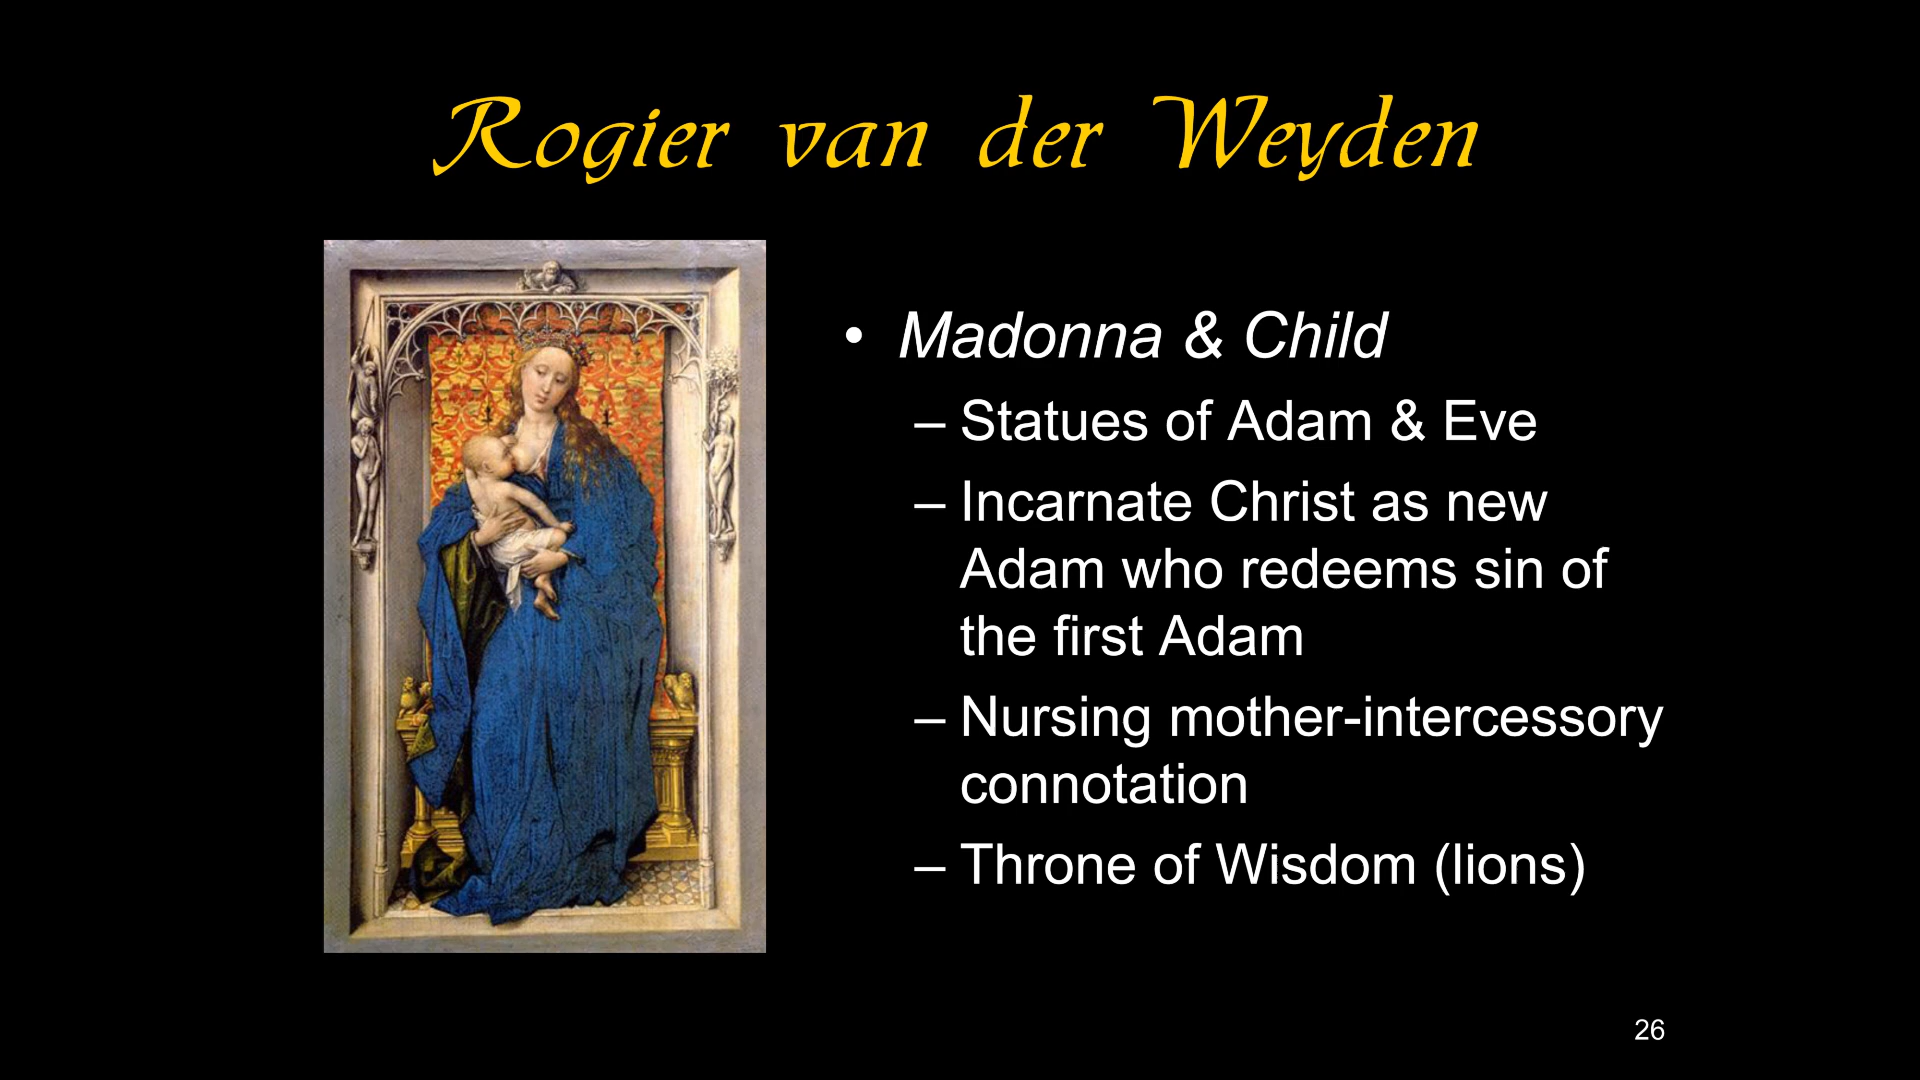 Rogier van der Weyden
• Madonna & Child
– Statues of Adam & Eve
– Incarnate Christ as new
Adam who redeems sin of
the first Adam
– Nursing mother-intercessory
connotation
– Throne of Wisdom (lions)
26